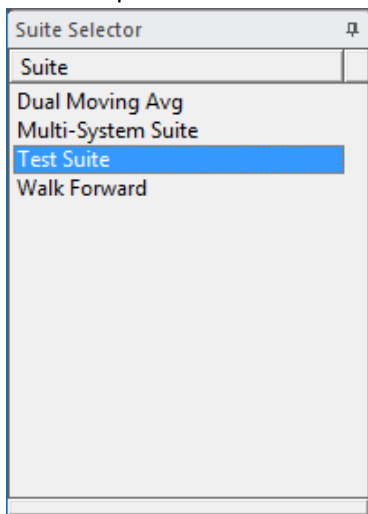 Suite Selector
Suite
Dual Moving Avg
Multi-System Suite
Test Suite
Walk Forward